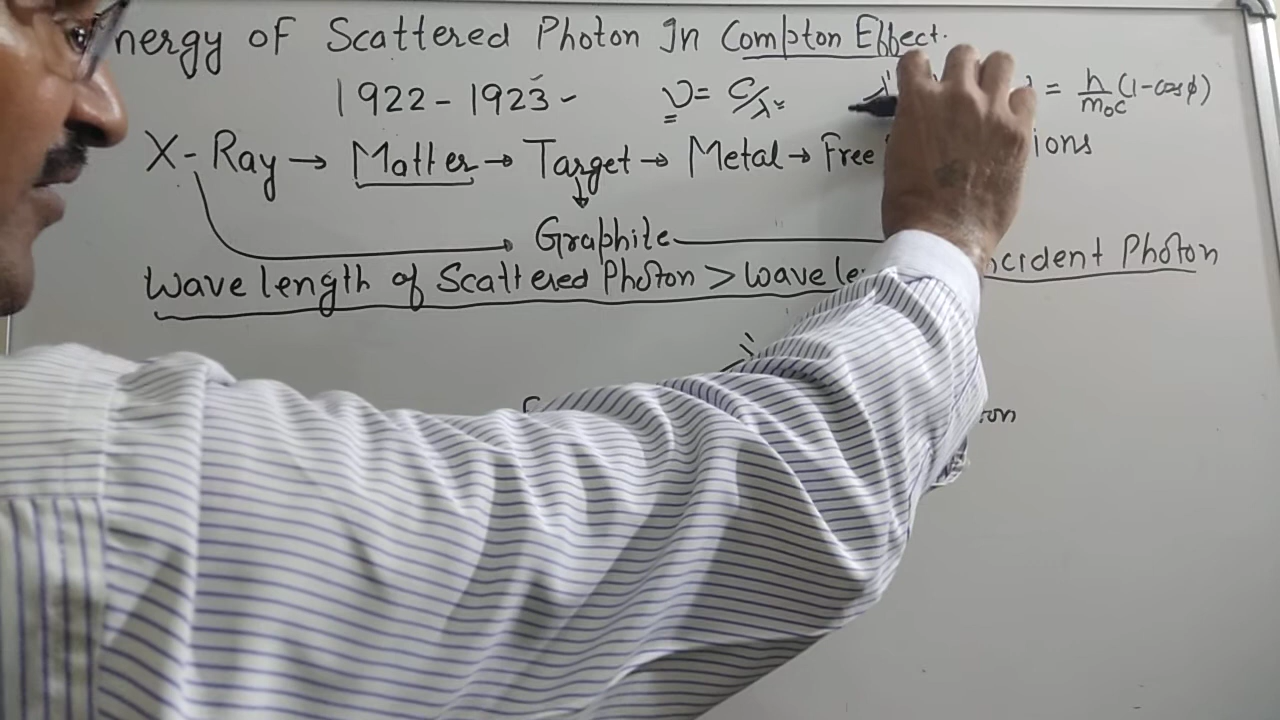 nergy of Scattered Photon In Compton Effect.
1922 - 1923 - ν = c/λ λ' = h/m₀c (1-cosϕ)
X-Ray → Matter → Target → Metal → Free ions
Graphite
Wave length of Scattered Photon > Wave le ncident Photon
on